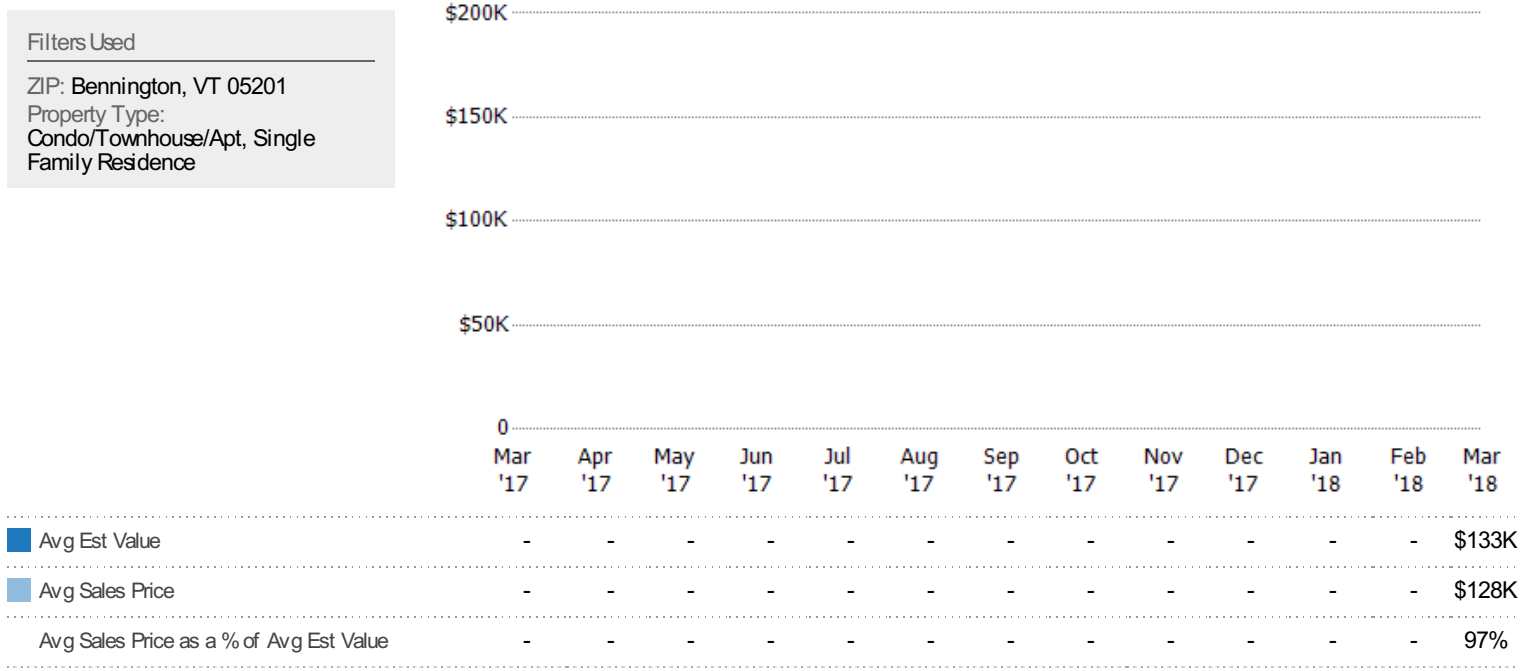 Filters Used
ZIP: Bennington, VT 05201
Property Type:
Condo/Townhouse/Apt, Single
Family Residence
$200K
$150K
$100K
$50K
0
Mar Apr May Jun Jul Aug Sep Oct Nov Dec Jan Feb Mar
'17 '17 '17 '17 '17 '17 '17 '17 '17 '17 '18 '18 '18
Avg Est Value - - - - - - - - - - - - $133K
Avg Sales Price - - - - - - - - - - - - $128K
Avg Sales Price as a % of Avg Est Value - - - - - - - - - - - - 97%